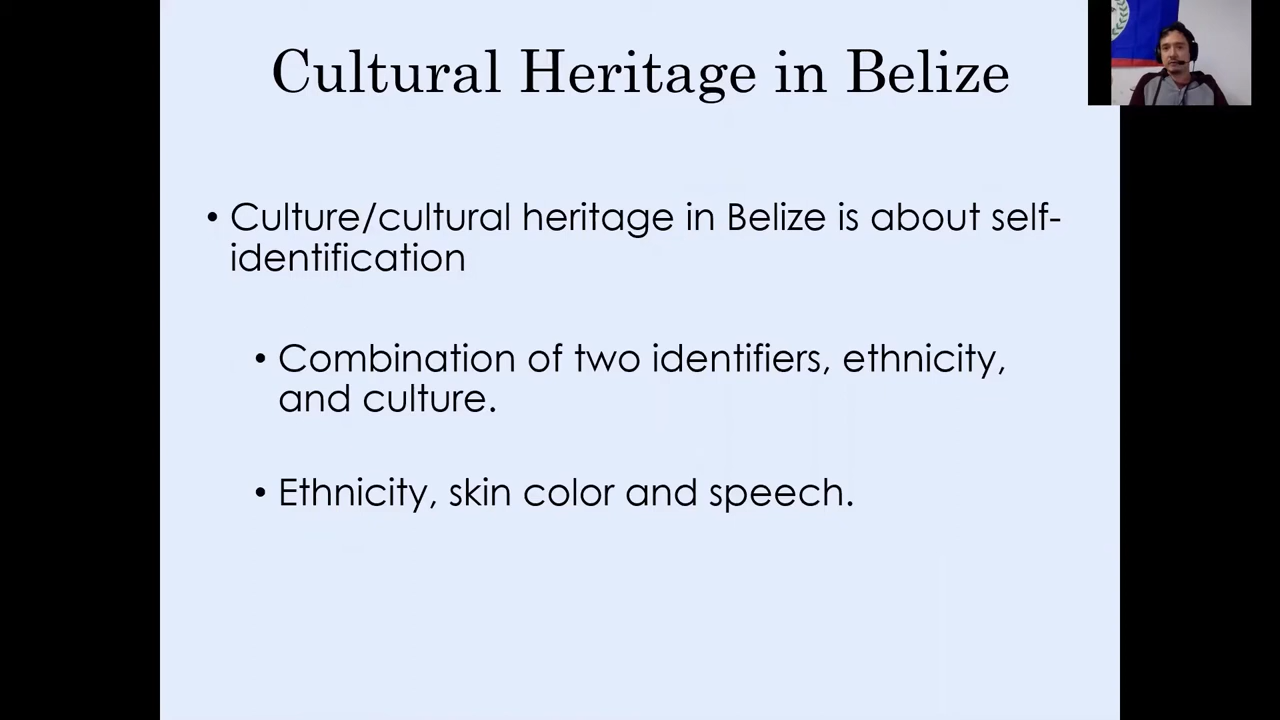 Cultural Heritage in Belize
• Culture/cultural heritage in Belize is about self-
identification
• Combination of two identifiers, ethnicity,
and culture.
• Ethnicity, skin color and speech.